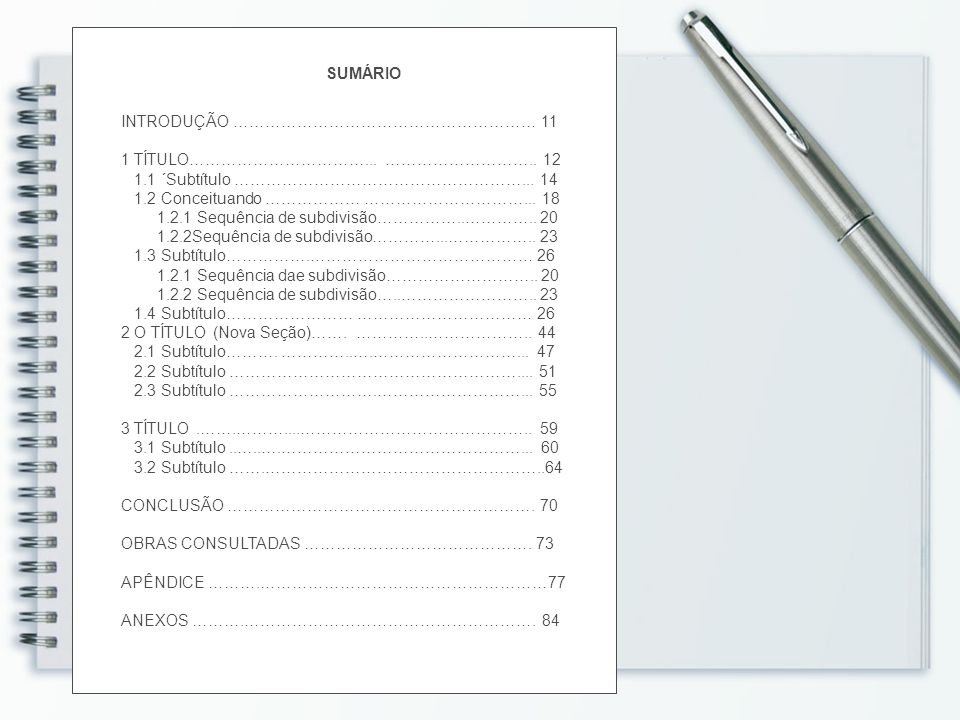 SUMÁRIO
INTRODUÇÃO ………………………………………………… 11
1 TÍTULO…………………………….... ……………………….. 12
1.1 ´Subtítulo ………………………………………………... 14
1.2 Conceituando ……………… …………………………... 18
1.2.1 Sequência de subdivisão……………...………….. 20
1.2.2Sequência de subdivisão…………...…………….. 23
1.3 Subtítulo……………..…………………………………… 26
1.2.1 Sequência dae subdivisão……………………….. 20
1.2.2 Sequência de subdivisão…..…………………….. 23
1.4 Subtítulo…………………… …………………………… 26
2 O TÍTULO (Nova Seção)……. …………...………………. 44
2.1 Subtítulo……… ………………………………………... 47
2.2 Subtítulo ………………………………………………... 51
2.3 Subtítulo ………………………………………………... 55
3 TÍTULO ……………....……………………………………. 59
3.1 Subtítulo ...…..…………………………………………... 60
3.2 Subtítulo …………………………………………………..64
CONCLUSÃO …………………………………………………. 70
OBRAS CONSULTADAS ……………………………………. 73
APÊNDICE ………………………………………………………77
ANEXOS ………………………………………………………. 84